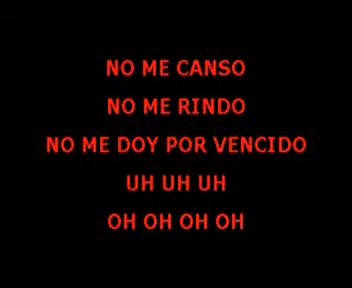 NO ME CANSO
NO ME RINDO
NO ME DOY POR VENCIDO
UH UH UH
OH OH OH OH